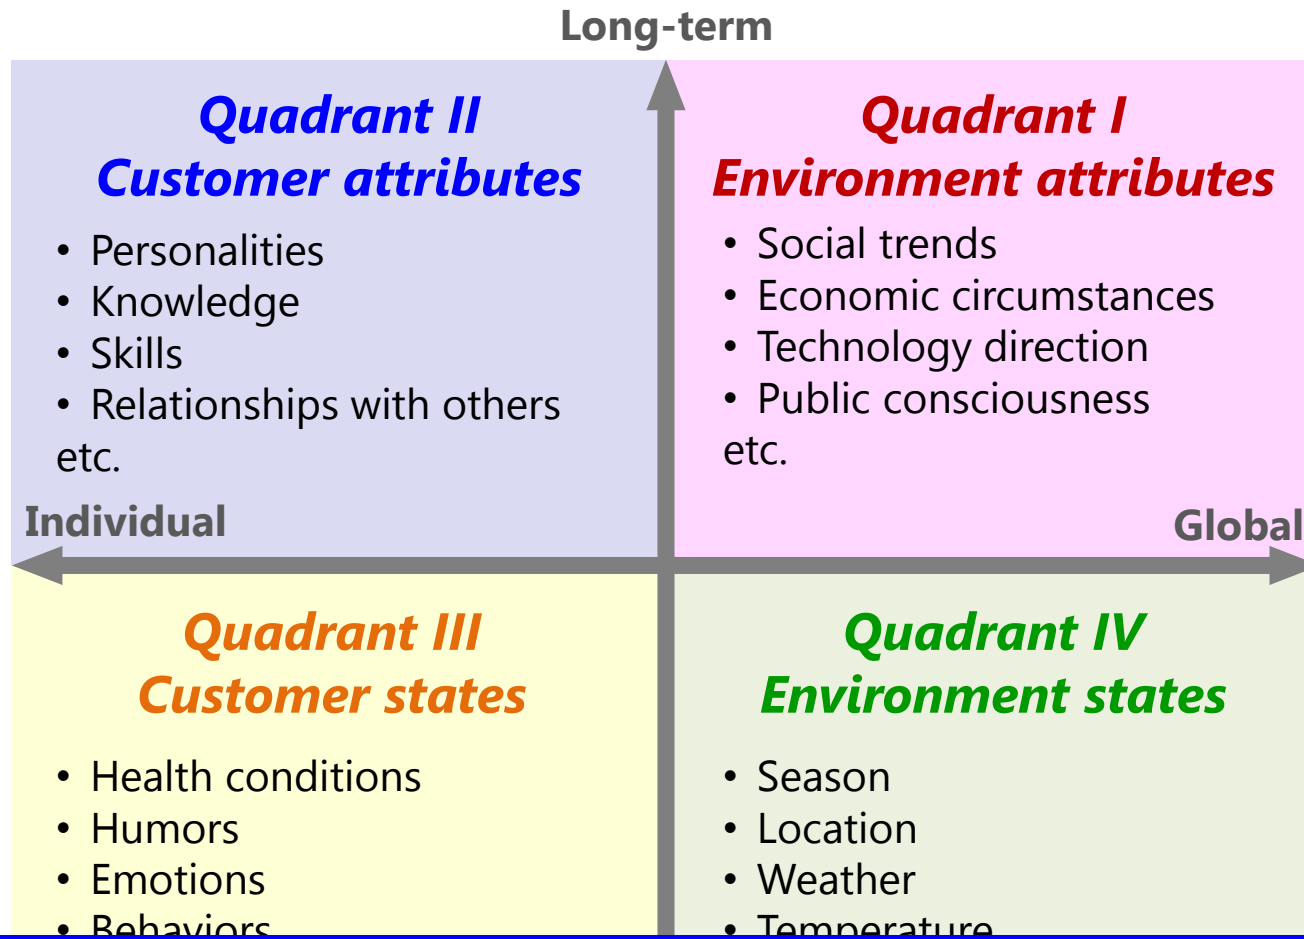 Long-term
Quadrant II
Customer attributes
• Personalities
• Knowledge
• Skills
• Relationships with others
etc.
Quadrant I
Environment attributes
• Social trends
• Economic circumstances
• Technology direction
• Public consciousness
etc.
Individual
Global
Quadrant III
Customer states
• Health conditions
• Humors
• Emotions
• Behaviors
Quadrant IV
Environment states
• Season
• Location
• Weather
• Temperature